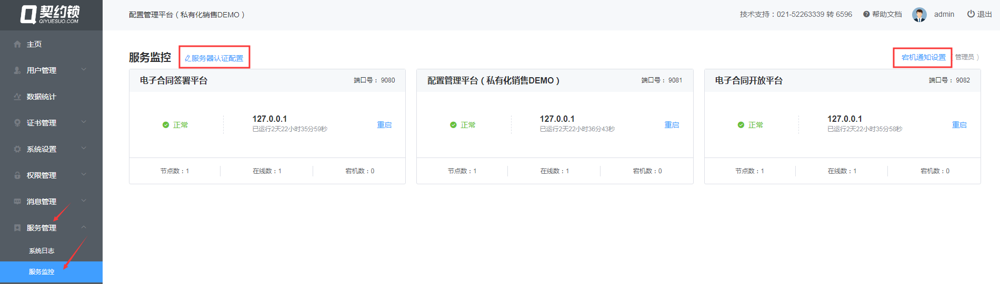 契约锁
QIYUESUO.COM
配置管理平台（私有化销售DEMO）
技术支持：021-52263339 转 6596
帮助文档
admin
退出
主页
用户管理
数据统计
证书管理
系统设置
权限管理
消息管理
服务管理
系统日志
服务监控
服务监控
服务器认证配置
宕机通知设置
管理员 ）
电子合同签署平台
端口号： 9080
正常
127.0.0.1
已运行2天22小时35分59秒
重启
节点数：1
在线数：1
宕机数：0
配置管理平台（私有化销售DEMO）
端口号： 9081
正常
127.0.0.1
已运行2天22小时36分43秒
重启
节点数：1
在线数：1
宕机数：0
电子合同开放平台
端口号： 9082
正常
127.0.0.1
已运行2天22小时35分58秒
重启
节点数：1
在线数：1
宕机数：0